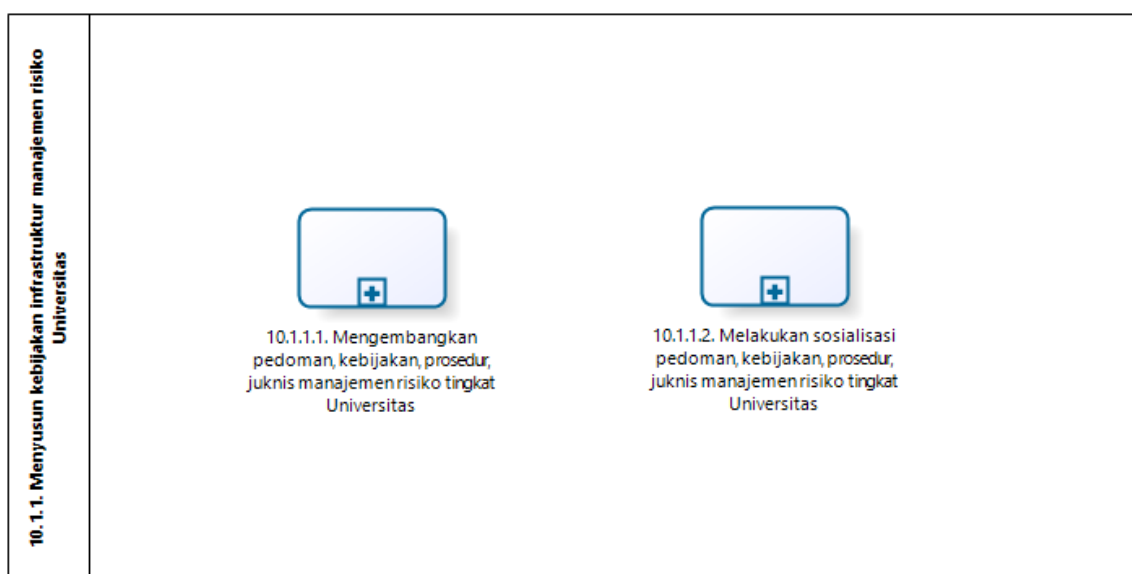 10.1.1. Menyusun kebijakan infrastruktur manajemen risiko
Universitas
10.1.1.1. Mengembangkan
pedoman, kebijakan, prosedur,
juknis manajemen risiko tingkat
Universitas
10.1.1.2. Melakukan sosialisasi
pedoman, kebijakan, prosedur,
juknis manajemen risiko tingkat
Universitas